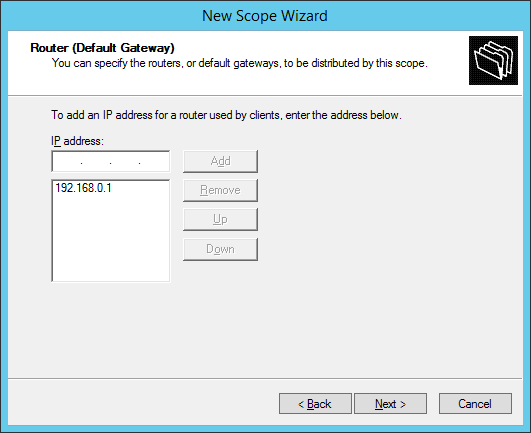 New Scope Wizard
Router (Default Gateway)
You can specify the routers, or default gateways, to be distributed by this scope.
To add an IP address for a router used by clients, enter the address below.
IP address:
. . .
Add
192.168.0.1
Remove
Up
Down
< Back
Next >
Cancel